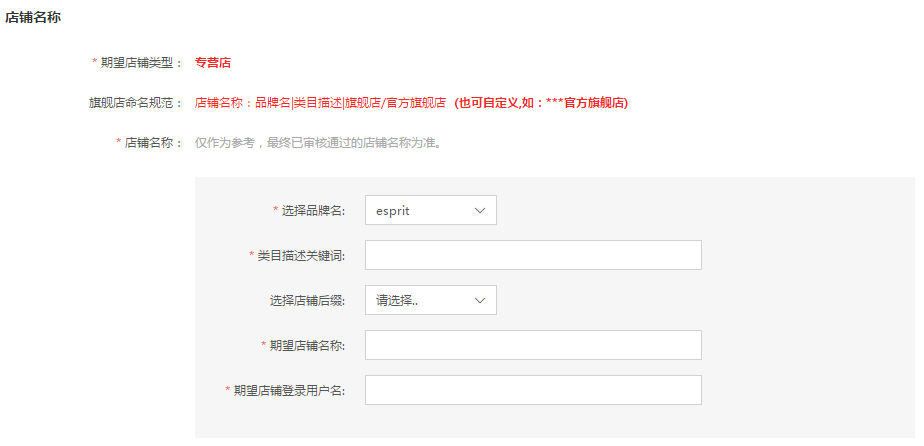 店铺名称
* 期望店铺类型： 专营店
旗舰店命名规范： 店铺名称：品牌名|类目描述|旗舰店/官方旗舰店 (也可自定义,如：***官方旗舰店)
* 店铺名称： 仅作为参考，最终已审核通过的店铺名称为准。
* 选择品牌名: esprit
* 类目描述关键词:
选择店铺后缀: 请选择..
* 期望店铺名称:
* 期望店铺登录用户名: